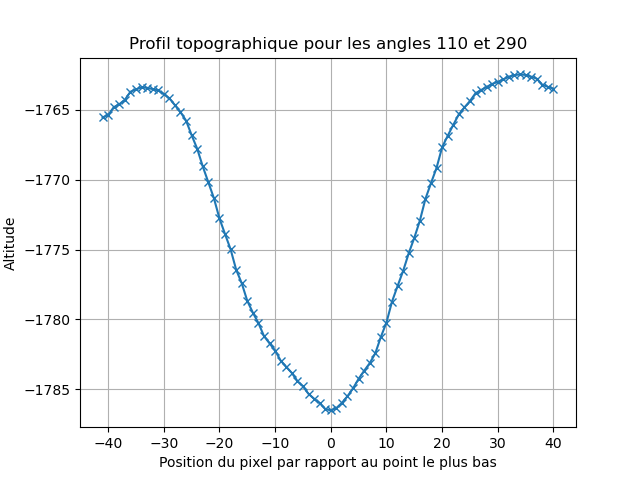 Profil topographique pour les angles 110 et 290
Altitude
−1765
−1770
−1775
−1780
−1785
−40 −30 −20 −10 0 10 20 30 40
Position du pixel par rapport au point le plus bas